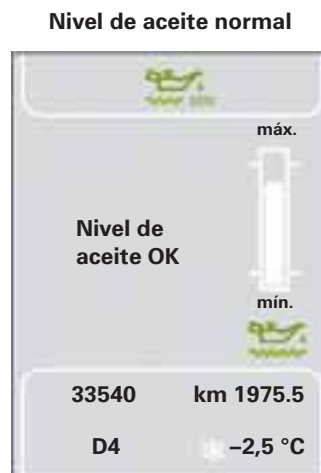 Nivel de aceite normal
máx.
Nivel de
aceite OK
mín.
33540 km 1975.5
D4 –2,5 °C